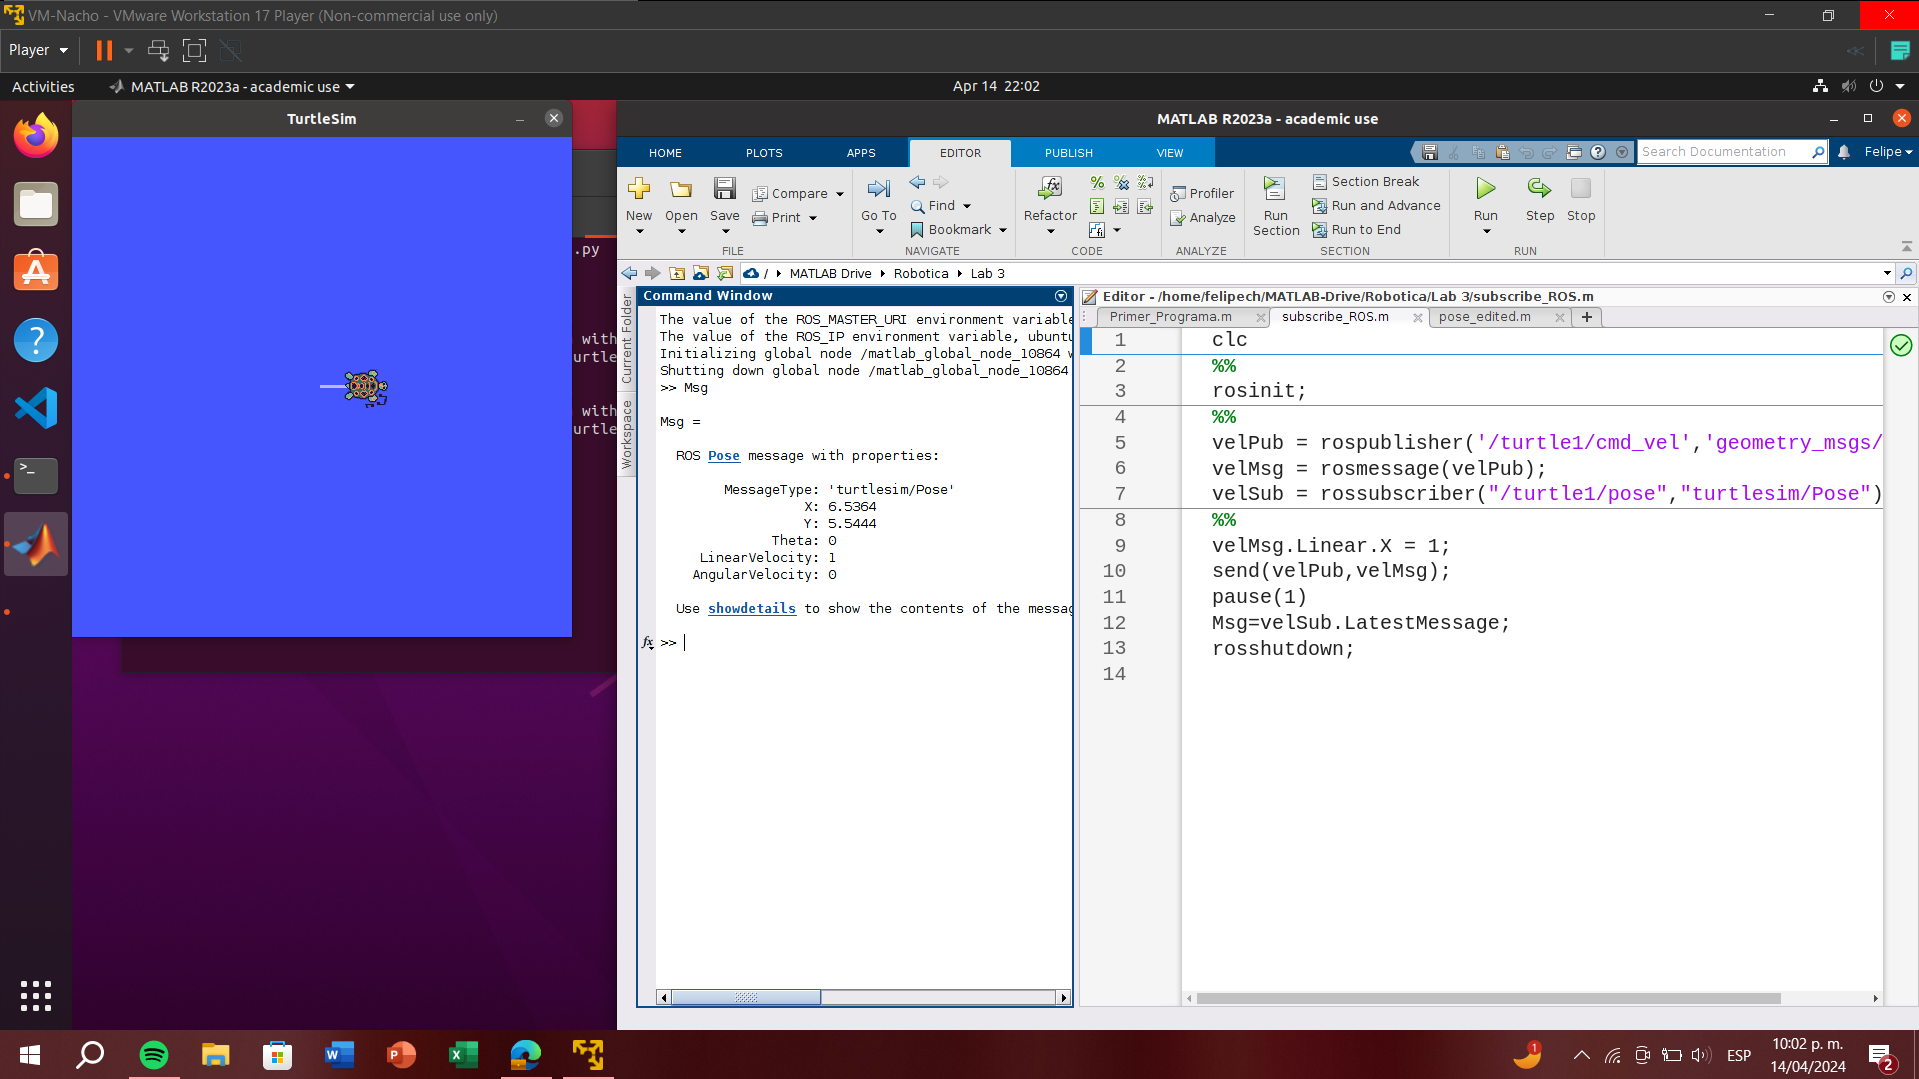 VM-Nacho - VMware Workstation 17 Player (Non-commercial use only)
Player
Activities
MATLAB R2023a - academic use
Apr 14 22:02
TurtleSim
.py
with
urtle
with
urtle
MATLAB R2023a - academic use
HOME
PLOTS
APPS
EDITOR
PUBLISH
VIEW
Search Documentation
Felipe
New
Open
Save
Compare
Print
FILE
Go To
Find
Bookmark
NAVIGATE
Refactor
CODE
Profiler
Analyze
ANALYZE
Run Section
Section Break
Run and Advance
Run to End
SECTION
Run
Step
Stop
RUN
/ MATLAB Drive Robotica Lab 3
Current Folder
Workspace
Command Window
The value of the ROS_MASTER_URI environment variable
The value of the ROS_IP environment variable, ubuntu
Initializing global node /matlab_global_node_10864 w
Shutting down global node /matlab_global_node_10864
>> Msg
Msg =
ROS Pose message with properties:
MessageType: 'turtlesim/Pose'
X: 6.5364
Y: 5.5444
Theta: 0
LinearVelocity: 1
AngularVelocity: 0
Use showdetails to show the contents of the messag
fx >>
Editor - /home/felipech/MATLAB-Drive/Robotica/Lab 3/subscribe_ROS.m
Primer_Programa.m
subscribe_ROS.m
pose_edited.m
1 clc
2 %%
3 rosinit;
4 %%
5 velPub = rospublisher('/turtle1/cmd_vel','geometry_msgs/
6 velMsg = rosmessage(velPub);
7 velSub = rossubscriber("/turtle1/pose","turtlesim/Pose")
8 %%
9 velMsg.Linear.X = 1;
10 send(velPub,velMsg);
11 pause(1)
12 Msg=velSub.LatestMessage;
13 rosshutdown;
14
1
ESP
10:02 p. m.
14/04/2024
2